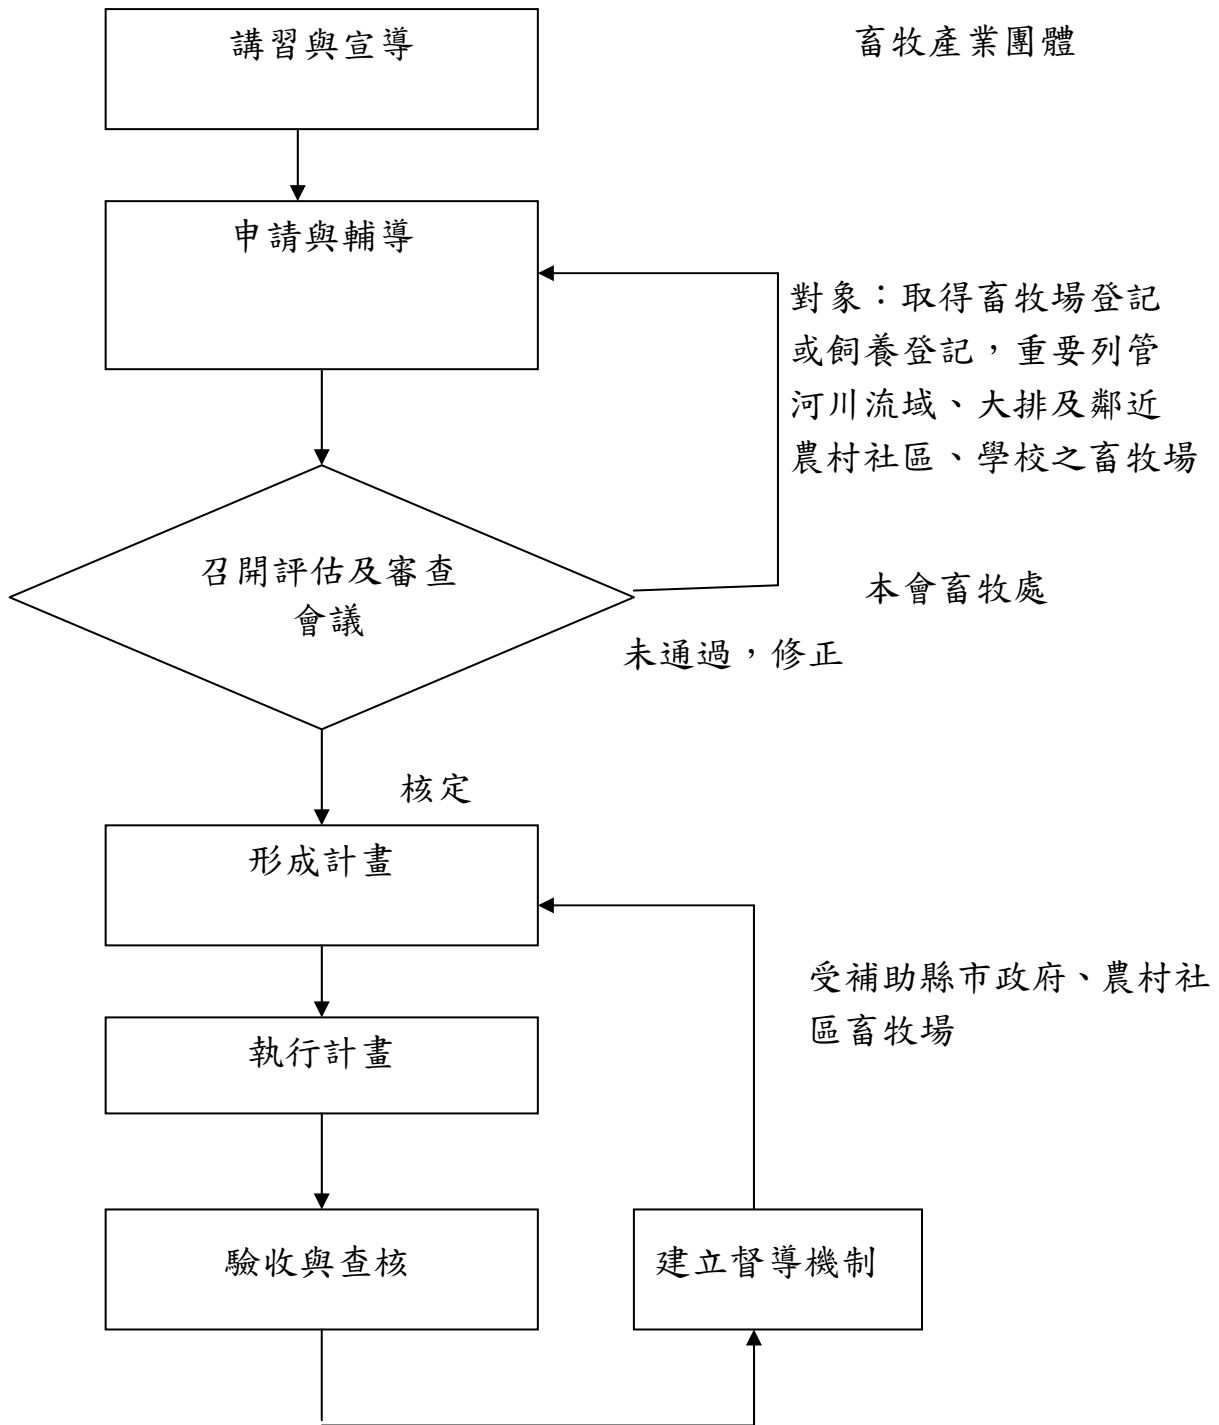 講習與宣導
畜牧產業團體
申請與輔導
對象：取得畜牧場登記
或飼養登記，重要列管
河川流域、大排及鄰近
農村社區、學校之畜牧場
召開評估及審查
會議
本會畜牧處
未通過，修正
核定
形成計畫
受補助縣市政府、農村社
區畜牧場
執行計畫
驗收與查核
建立督導機制